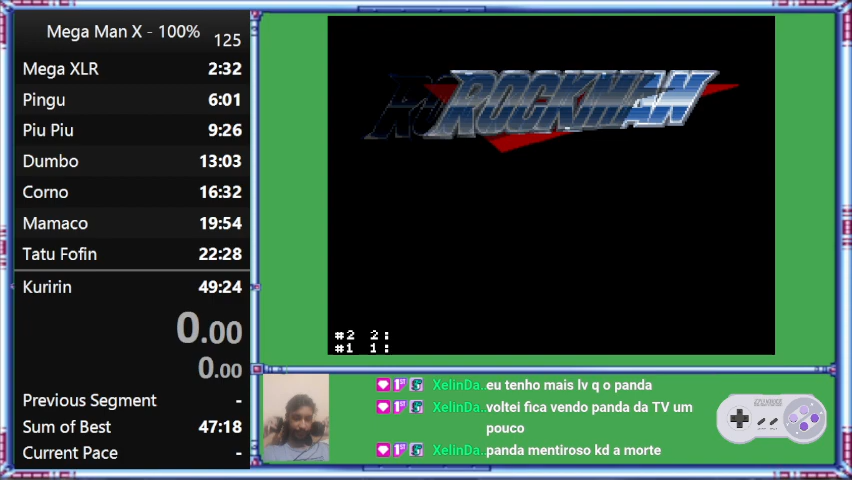 Mega Man X - 100%
125
Mega XLR 2:32
Pingu 6:01
Piu Piu 9:26
Dumbo 13:03
Corno 16:32
Mamaco 19:54
Tatu Fofin 22:28
Kuririn 49:24
0.00
0.00
Previous Segment -
Sum of Best 47:18
Current Pace -
ROCKMAN
#2 2:
#1 1:
XelinDa..eu tenho mais lv q o panda
XelinDa..voltei fica vendo panda da TV um
pouco
XelinDa..panda mentiroso kd a morte